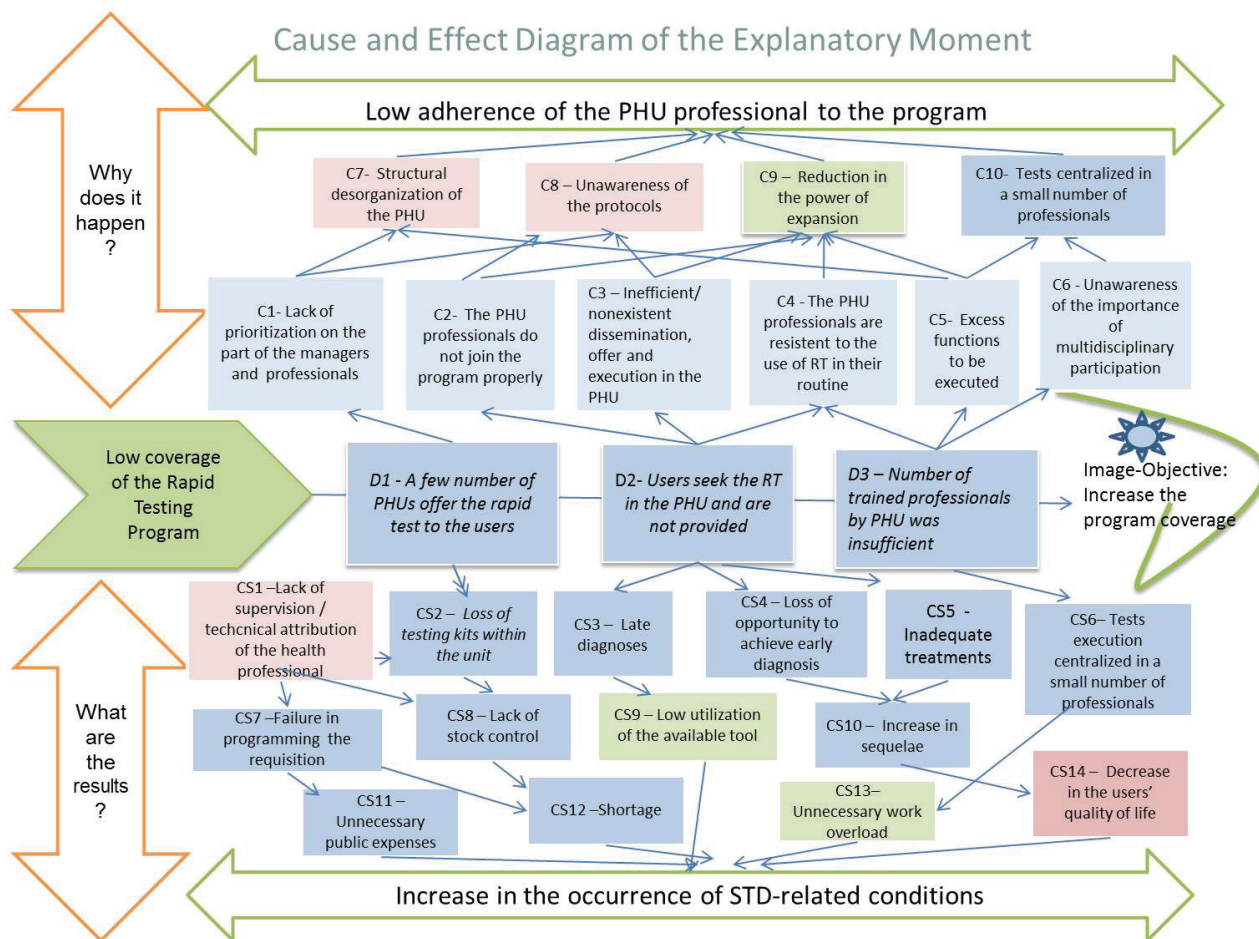 Cause and Effect Diagram of the Explanatory Moment
Low adherence of the PHU professional to the program
Why
does it
happen
?
C7- Structural
desorganization of
the PHU
C8 – Unawareness of
the protocols
C9 – Reduction in
the power of
expansion
C10- Tests centralized in
a small number of
professionals
C1- Lack of
prioritization on the
part of the managers
and professionals
C2- The PHU
professionals do
not join the
program properly
C3 – Inefficient/
nonexistent
dissemination,
offer and
execution in the
PHU
C4 - The PHU
professionals are
resistent to the
use of RT in their
routine
C5- Excess
functions
to be
executed
C6 - Unawareness
of the importance
of
multidisciplinary
participation
Low coverage
of the Rapid
Testing
Program
D1 - A few number of
PHUs offer the rapid
test to the users
D2- Users seek the RT
in the PHU and are
not provided
D3 – Number of
trained professionals
by PHU was
insufficient
Image-Objective:
Increase the
program coverage
What
are
the
results
?
CS1 –Lack of
supervision /
techcnical attribution
of the health
professional
CS2 – Loss of
testing kits within
the unit
CS3 – Late
diagnoses
CS4 – Loss of
opportunity to
achieve early
diagnosis
CS5 -
Inadequate
treatments
CS6– Tests
execution
centralized in a
small number of
professionals
CS7 –Failure in
programming the
requisition
CS8 – Lack of
stock control
CS9 – Low utilization
of the available tool
CS10 – Increase in
sequelae
CS11 –
Unnecessary
public expenses
CS12 –Shortage
CS13–
Unnecessary work
overload
CS14 – Decrease
in the users'
quality of life
Increase in the occurrence of STD-related conditions